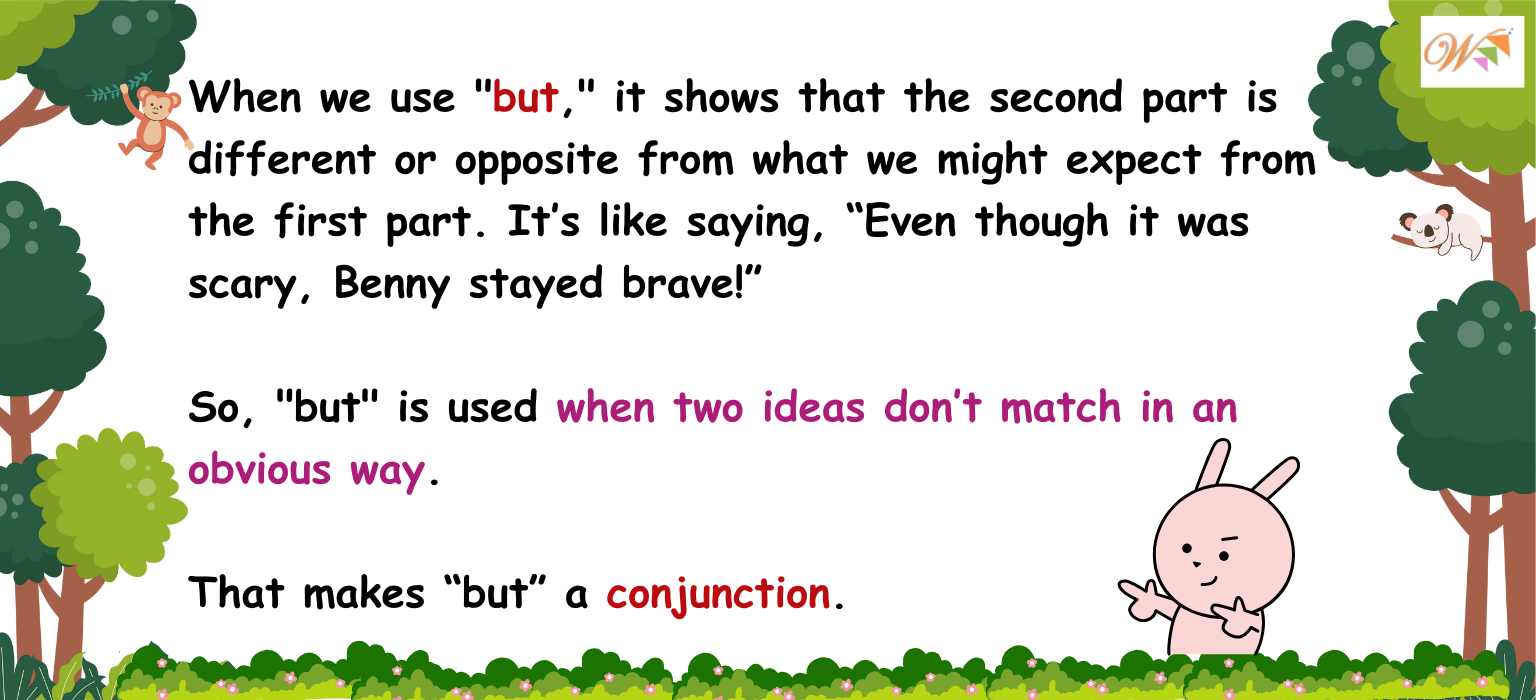 When we use "but," it shows that the second part is
different or opposite from what we might expect from
the first part. It’s like saying, “Even though it was
scary, Benny stayed brave!”
So, "but" is used when two ideas don’t match in an
obvious way.
That makes “but” a conjunction.
W